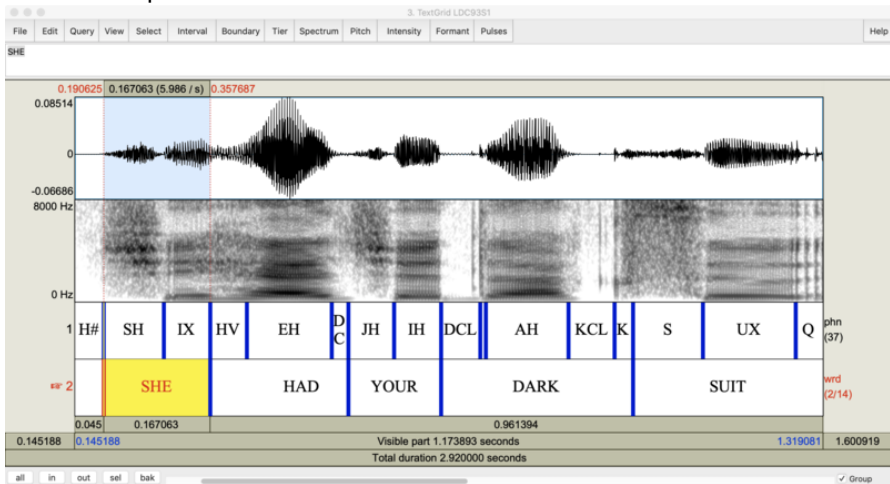 3. TextGrid LDC93S1
File Edit Query View Select Interval Boundary Tier Spectrum Pitch Intensity Formant Pulses Help
SHE
0.190625 0.167063 (5.986 / s) 0.357687
0.08514
0
-0.06686
8000 Hz
0 Hz
1 H# SH IX HV EH D C JH IH DCL AH KCL K S UX Q phn (37)
☞ 2 SHE HAD YOUR DARK SUIT wrd (2/14)
0.045 0.167063 0.961394
0.145188 0.145188 Visible part 1.173893 seconds 1.319081 1.600919
Total duration 2.920000 seconds
all in out sel bak Group